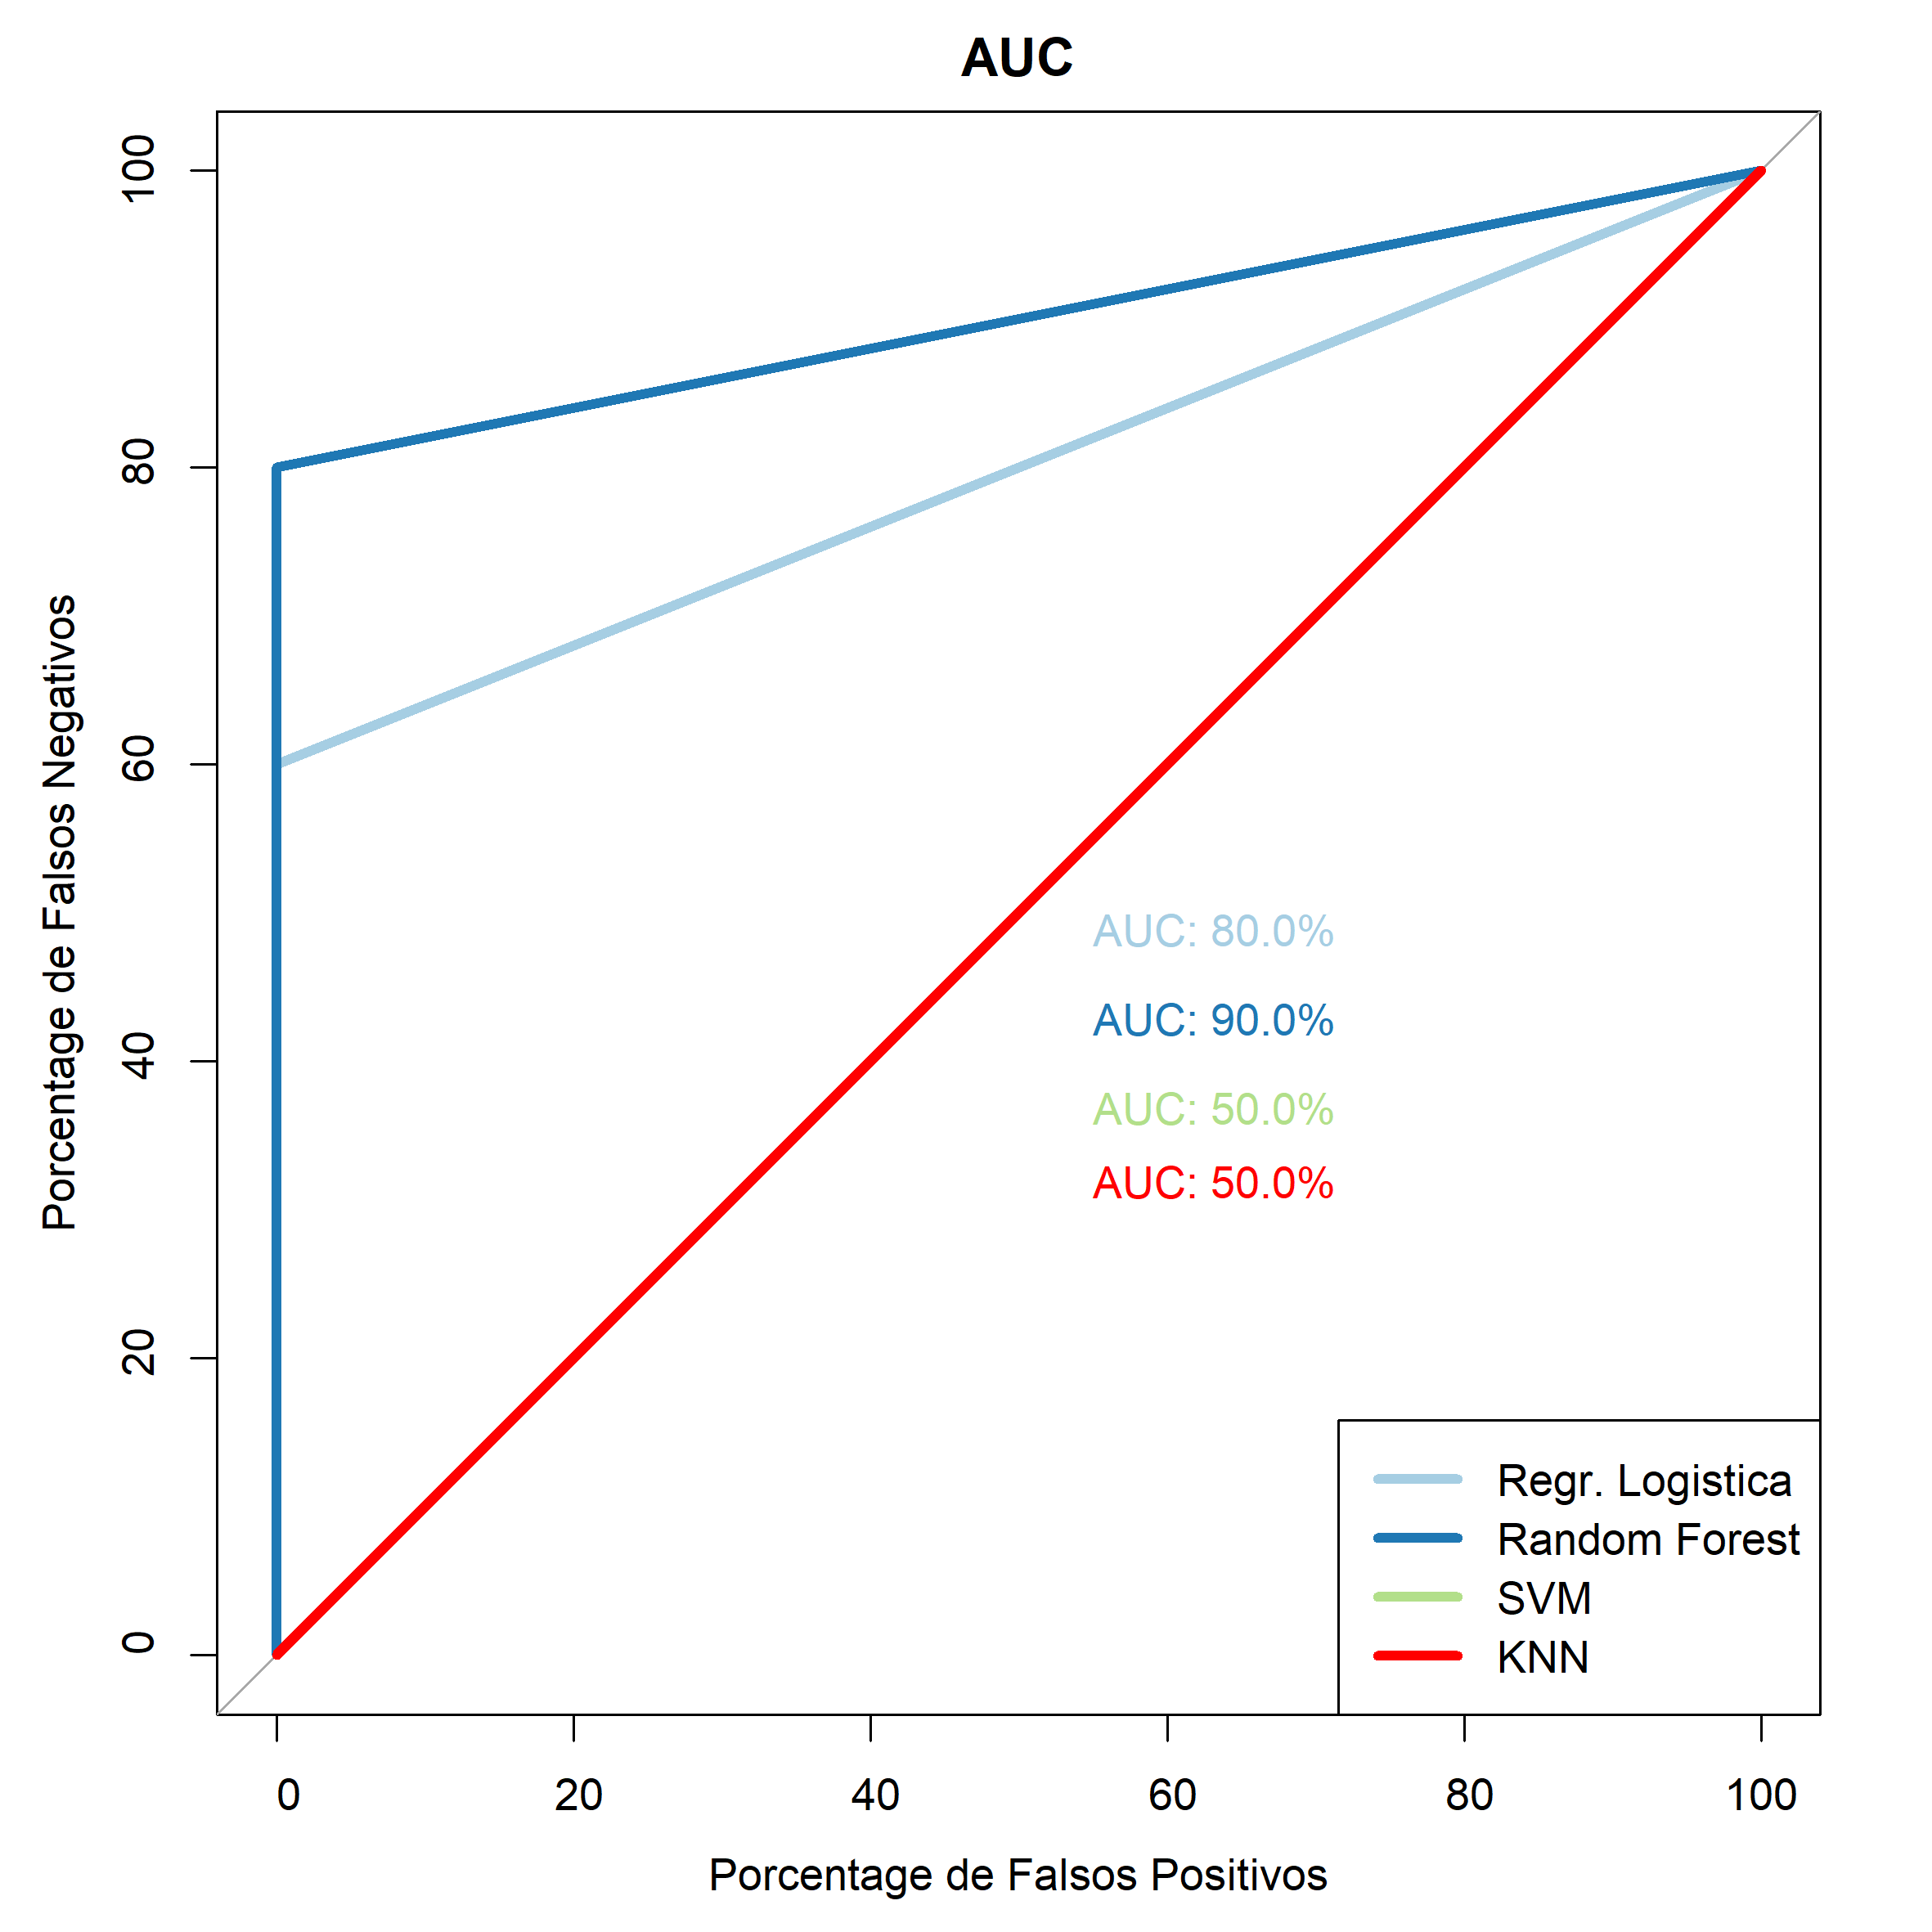 AUC
Porcentage de Falsos Negativos
100
80
60
40
20
0
AUC: 80.0%
AUC: 90.0%
AUC: 50.0%
AUC: 50.0%
Regr. Logistica
Random Forest
SVM
KNN
0 20 40 60 80 100
Porcentage de Falsos Positivos